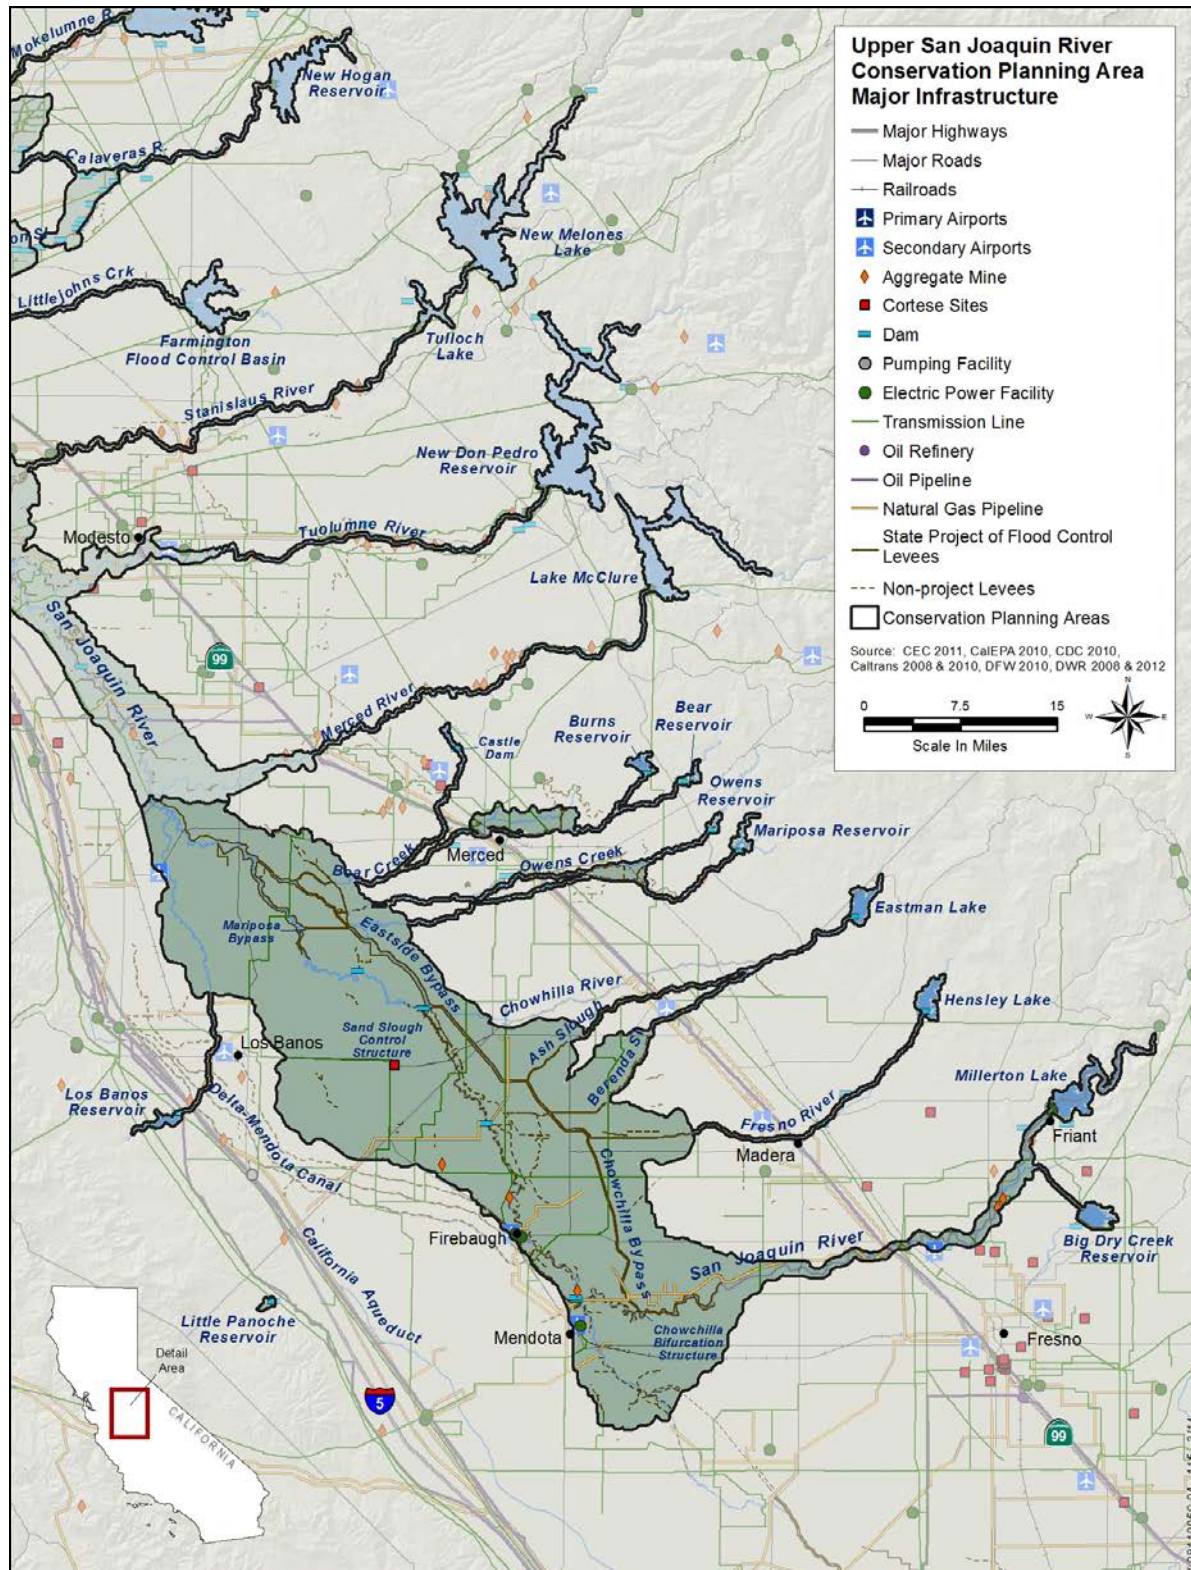 Upper San Joaquin River
Conservation Planning Area
Major Infrastructure
Major Highways
Major Roads
Railroads
Primary Airports
Secondary Airports
Aggregate Mine
Cortese Sites
Dam
Pumping Facility
Electric Power Facility
Transmission Line
Oil Refinery
Oil Pipeline
Natural Gas Pipeline
State Project of Flood Control
Levees
Non-project Levees
Conservation Planning Areas
Source: CEC 2011, CalEPA 2010, CDC 2010,
Caltrans 2008 & 2010, DFW 2010, DWR 2008 & 2012
N
W
E
S
0
7.5
15
Scale In Miles
Mokelumne R.
New Hogan
Reservoir
Calaveras R.
New Melones
Lake
Littlejohns Crk
Farmington
Flood Control Basin
Tulloch
Lake
Stanislaus River
New Don Pedro
Reservoir
Modesto
Tuolumne River
Lake McClure
San Joaquin River
99
Merced River
Castle
Dam
Burns
Reservoir
Bear
Reservoir
Owens
Reservoir
Mariposa Reservoir
Merced
Bear Creek
Owens Creek
Eastman Lake
Mariposa
Bypass
Eastside Bypass
Chowhilla River
Hensley Lake
Ash Slough
Sand Slough
Control
Structure
Los Banos
Berenda Sl
Millerton Lake
Los Banos
Reservoir
Delta-Mendota Canal
Fresno River
Friant
Madera
Chowchilla Bypass
Firebaugh
San Joaquin River
Big Dry Creek
Reservoir
California Aqueduct
Little Panoche
Reservoir
Mendota
Chowchilla
Bifurcation
Structure
Fresno
Detail
Area
CALIFORNIA
5
99